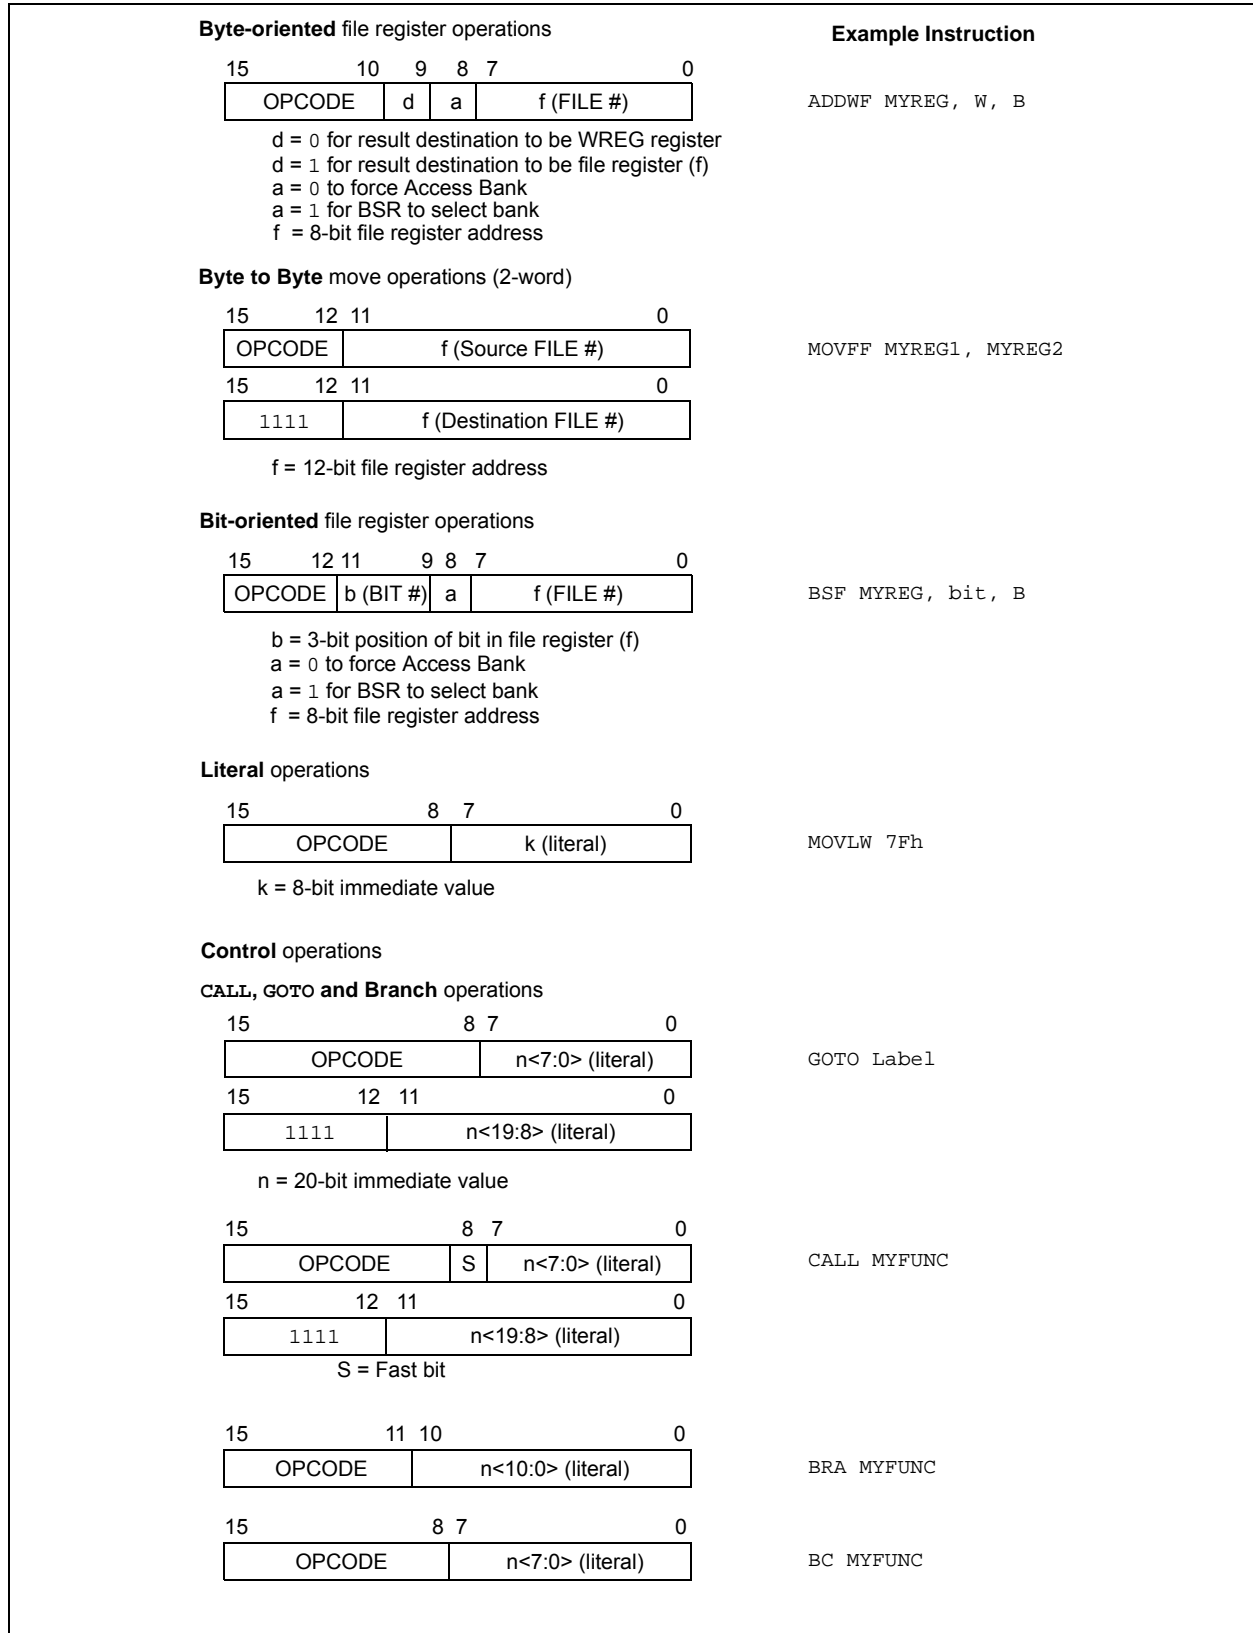 Byte-oriented file register operations
Example Instruction
15 10 9 8 7 0
OPCODE d a f (FILE #)
ADDWF MYREG, W, B
d = 0 for result destination to be WREG register
d = 1 for result destination to be file register (f)
a = 0 to force Access Bank
a = 1 for BSR to select bank
f = 8-bit file register address
Byte to Byte move operations (2-word)
15 12 11 0
OPCODE f (Source FILE #)
MOVFF MYREG1, MYREG2
15 12 11 0
1111 f (Destination FILE #)
f = 12-bit file register address
Bit-oriented file register operations
15 12 11 9 8 7 0
OPCODE b (BIT #) a f (FILE #)
BSF MYREG, bit, B
b = 3-bit position of bit in file register (f)
a = 0 to force Access Bank
a = 1 for BSR to select bank
f = 8-bit file register address
Literal operations
15 8 7 0
OPCODE k (literal)
MOVLW 7Fh
k = 8-bit immediate value
Control operations
CALL, GOTO and Branch operations
15 8 7 0
OPCODE n<7:0> (literal)
GOTO Label
15 12 11 0
1111 n<19:8> (literal)
n = 20-bit immediate value
15 8 7 0
OPCODE S n<7:0> (literal)
CALL MYFUNC
15 12 11 0
1111 n<19:8> (literal)
S = Fast bit
15 11 10 0
OPCODE n<10:0> (literal)
BRA MYFUNC
15 8 7 0
OPCODE n<7:0> (literal)
BC MYFUNC